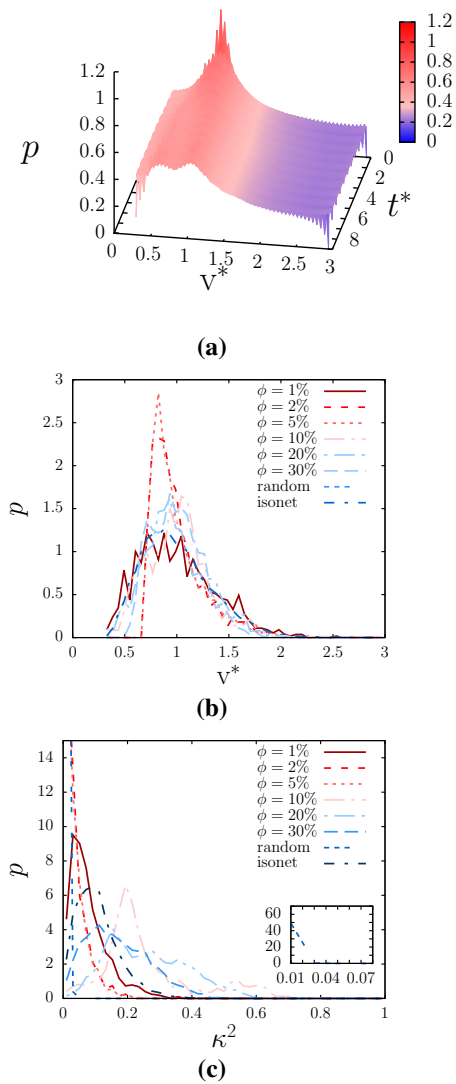 1.2
1
0.8
0.6
0.4
0.2
0
p
0
0.5
1
1.5
2
2.5
3
v*
0
2
4
6
8
t*
1.2
1
0.8
0.6
0.4
0.2
0
(a)
3
2.5
2
1.5
1
0.5
0
p
ϕ = 1%
ϕ = 2%
ϕ = 5%
ϕ = 10%
ϕ = 20%
ϕ = 30%
random
isonet
0 0.5 1 1.5 2 2.5 3
v*
(b)
14
12
10
8
6
4
2
0
p
ϕ = 1%
ϕ = 2%
ϕ = 5%
ϕ = 10%
ϕ = 20%
ϕ = 30%
random
isonet
60
40
20
0
0.01 0.04 0.07
0 0.2 0.4 0.6 0.8 1
κ²
(c)